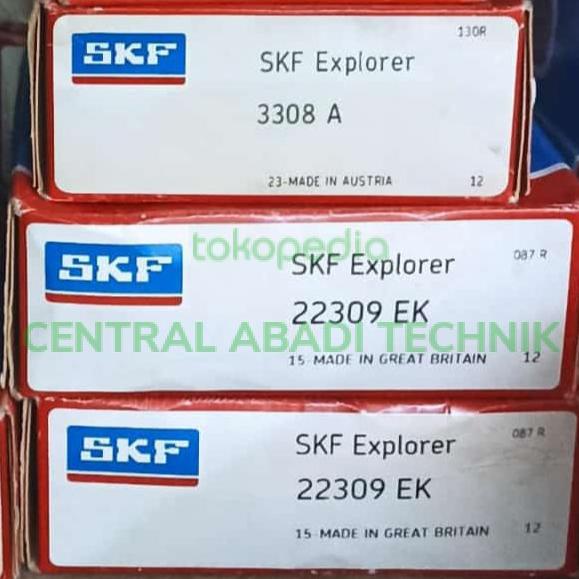 130R
SKF
SKF Explorer
3308 A
23-MADE IN AUSTRIA 12
tokopedia
087 R
SKF
SKF Explorer
22309 EK
CENTRAL ABADI TECHNIK
15-MADE IN GREAT BRITAIN 12
087 R
SKF
SKF Explorer
22309 EK
15-MADE IN GREAT BRITAIN 12